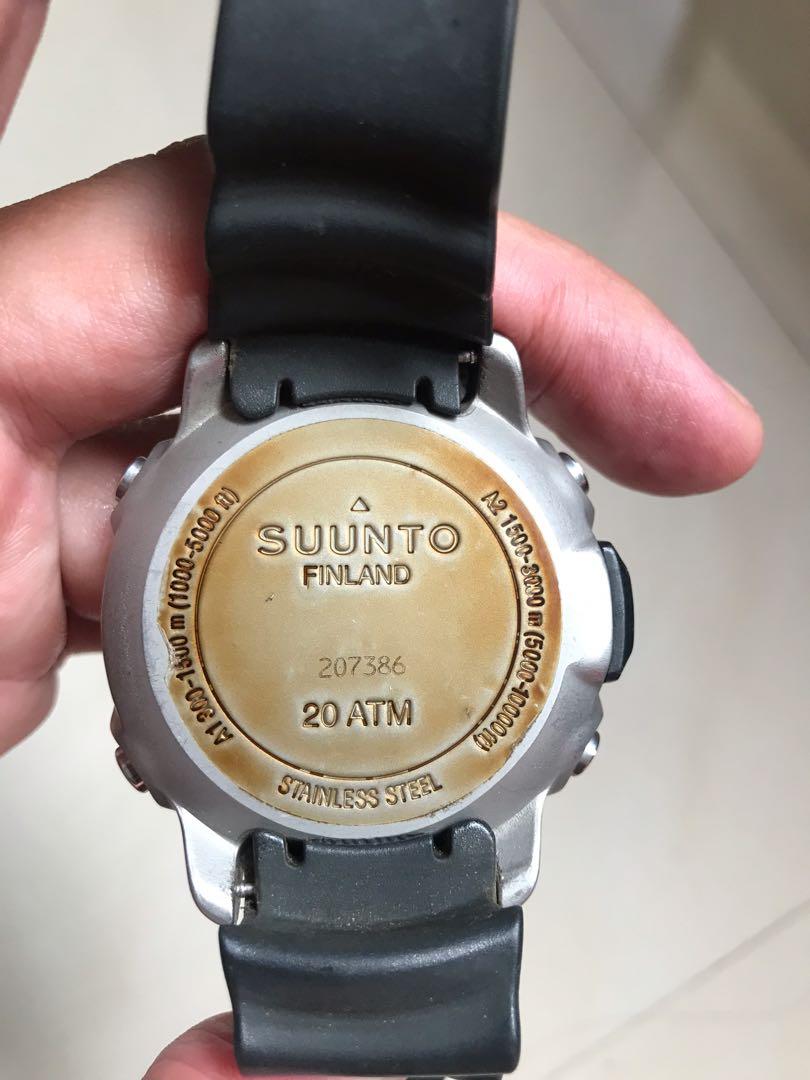 SUUNTO
FINLAND
207386
20 ATM
STAINLESS STEEL
A1 300-1500 m (1000-5000 ft)
A2 1500-3000 m (5000-10000ft)